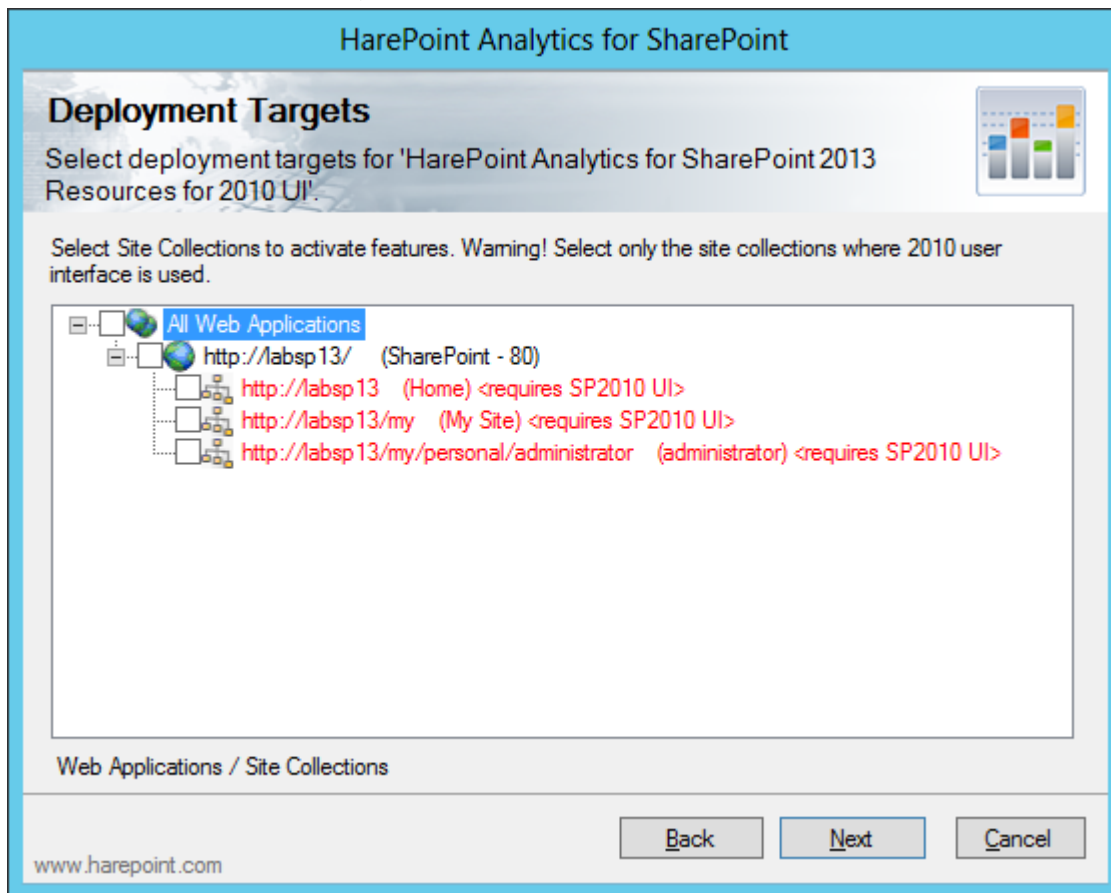 HarePoint Analytics for SharePoint
Deployment Targets
Select deployment targets for 'HarePoint Analytics for SharePoint 2013
Resources for 2010 UI'.
Select Site Collections to activate features. Warning! Select only the site collections where 2010 user
interface is used.
All Web Applications
http://labsp13/ (SharePoint - 80)
http://labsp13 (Home) <requires SP2010 UI>
http://labsp13/my (My Site) <requires SP2010 UI>
http://labsp13/my/personal/administrator (administrator) <requires SP2010 UI>
Web Applications / Site Collections
Back Next Cancel
www.harepoint.com